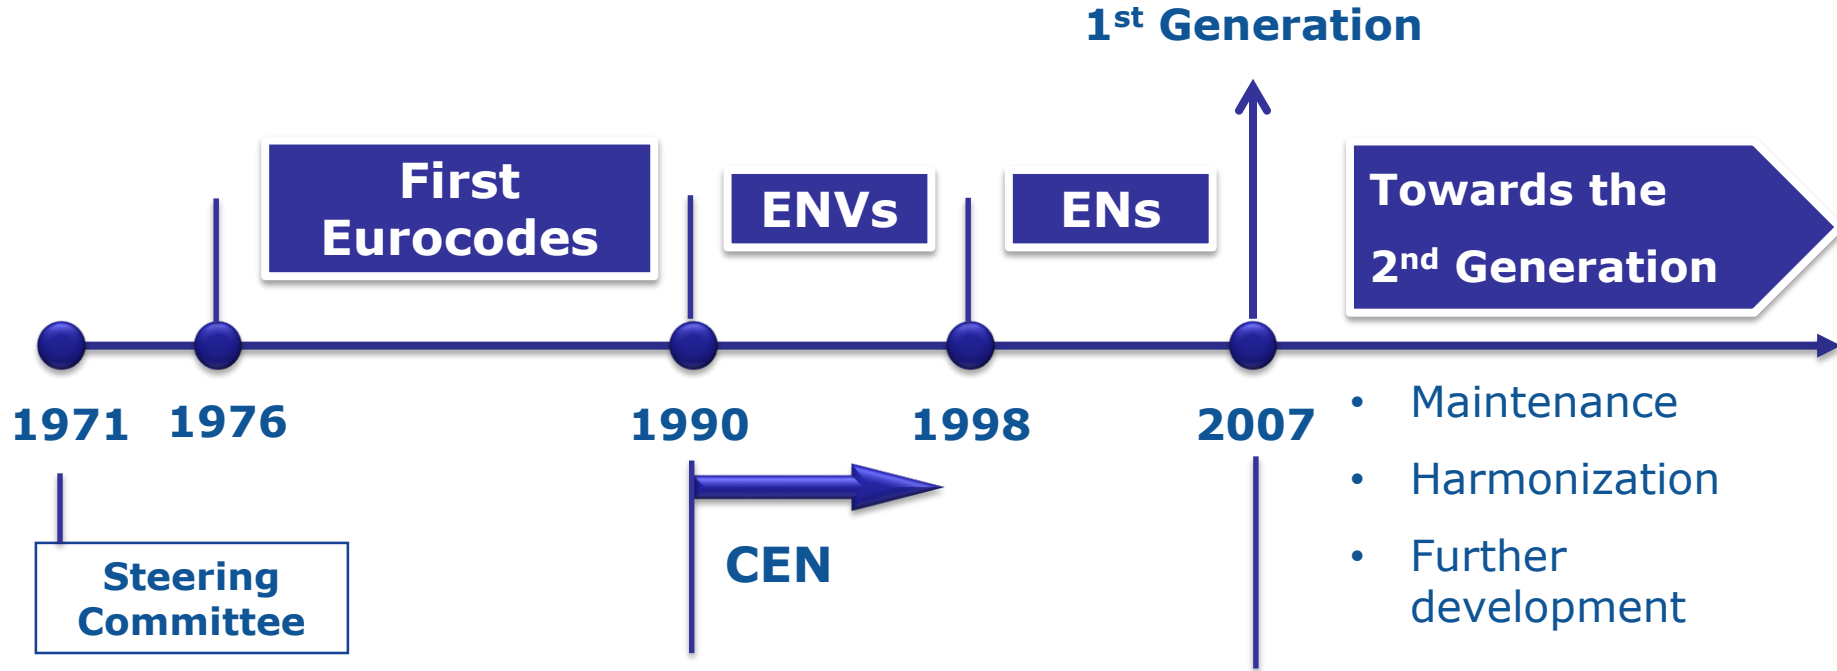 1st Generation
First
Eurocodes
ENVs
ENs
Towards the
2nd Generation
1971
1976
1990
1998
2007
Steering
Committee
CEN
• Maintenance
• Harmonization
• Further
development